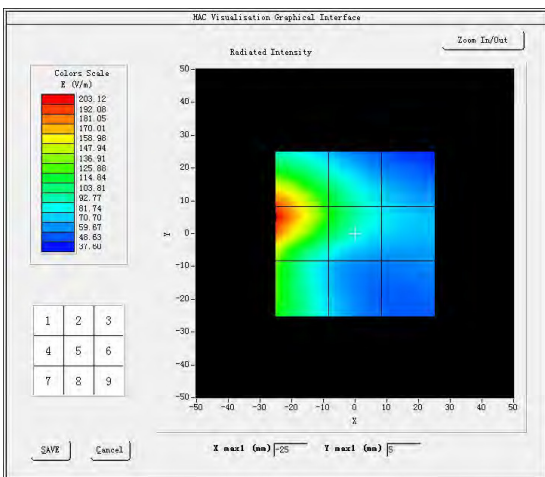 HAC Visualisation Graphical Interface
Zoom In/Out
Radiated Intensity
Colors Scale
E (V/m)
203.12
192.08
181.05
170.01
158.98
147.94
136.91
125.88
114.84
103.81
92.77
81.74
70.70
59.67
48.63
37.60
1 2 3
4 5 6
7 8 9
50
40
30
20
10
0
-10
-20
-30
-40
-50
Y
-50 -40 -30 -20 -10 0 10 20 30 40 50
X
SAVE
Cancel
X max1 (mm) -25 Y max1 (mm) 5